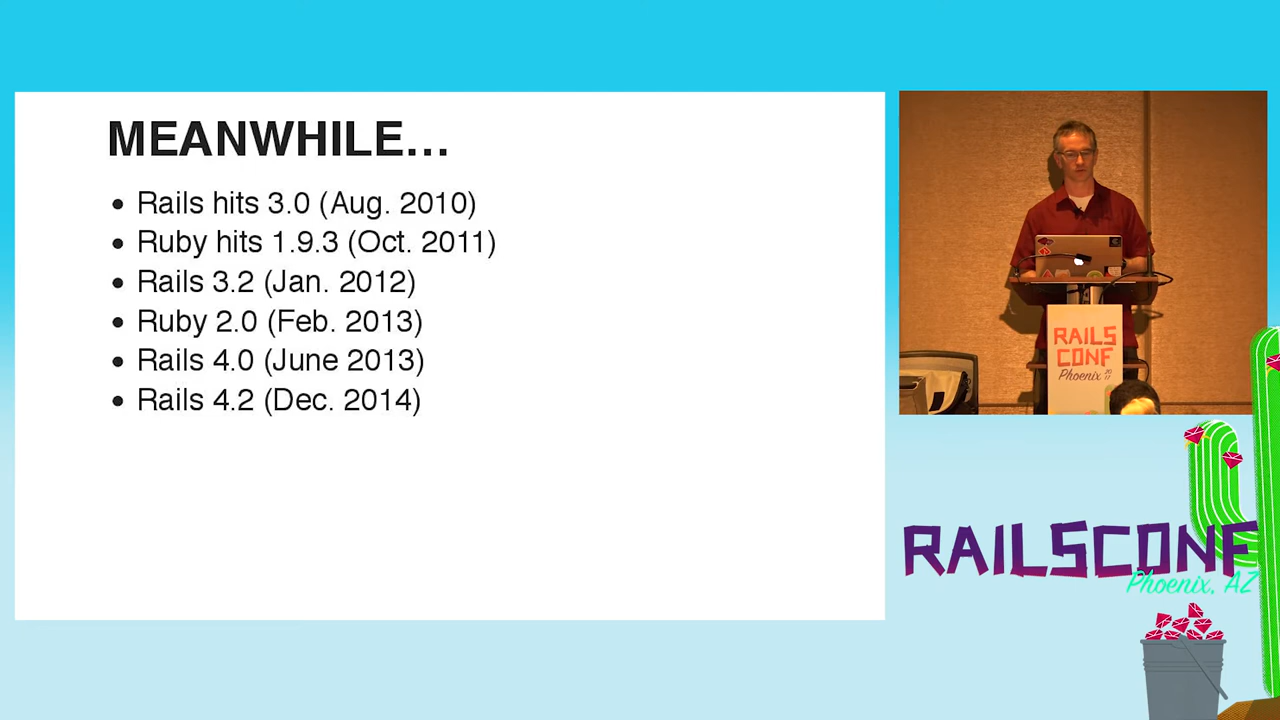 MEANWHILE…
• Rails hits 3.0 (Aug. 2010)
• Ruby hits 1.9.3 (Oct. 2011)
• Rails 3.2 (Jan. 2012)
• Ruby 2.0 (Feb. 2013)
• Rails 4.0 (June 2013)
• Rails 4.2 (Dec. 2014)
RAILS
CONF
Phoenix 2017
RAILSCONF
Phoenix, AZ